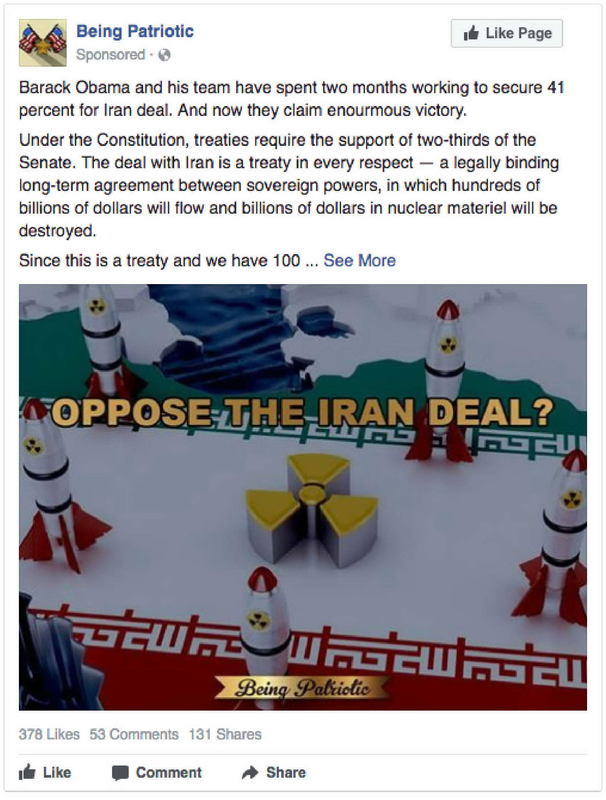 Being Patriotic
Like Page
Sponsored ·
Barack Obama and his team have spent two months working to secure 41
percent for Iran deal. And now they claim enourmous victory.
Under the Constitution, treaties require the support of two-thirds of the
Senate. The deal with Iran is a treaty in every respect — a legally binding
long-term agreement between sovereign powers, in which hundreds of
billions of dollars will flow and billions of dollars in nuclear materiel will be
destroyed.
Since this is a treaty and we have 100 ... See More
OPPOSE THE IRAN DEAL?
Being Patriotic
378 Likes 53 Comments 131 Shares
Like Comment Share